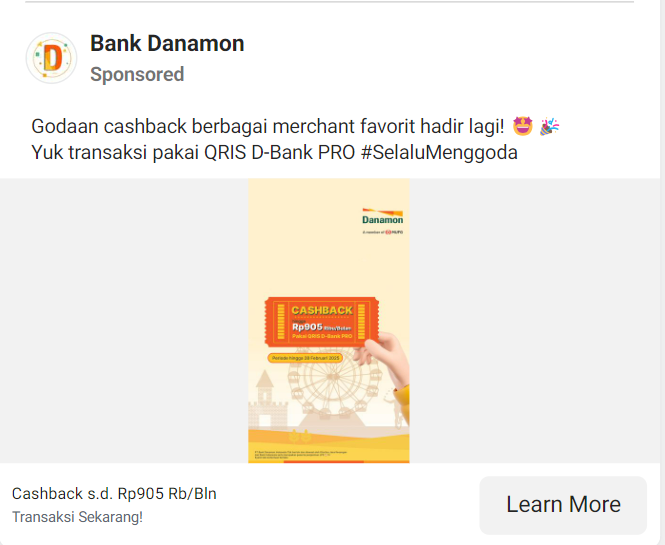 Bank Danamon
Sponsored
Godaan cashback berbagai merchant favorit hadir lagi! 🤩 🎉
Yuk transaksi pakai QRIS D-Bank PRO #SelaluMenggoda
Danamon
A member of MUFG
CASHBACK
Hingga
Rp905 Ribu/Bulan
Pakai QRIS D-Bank PRO
Periode hingga 28 Februari 2025
Cashback s.d. Rp905 Rb/Bln
Transaksi Sekarang!
Learn More